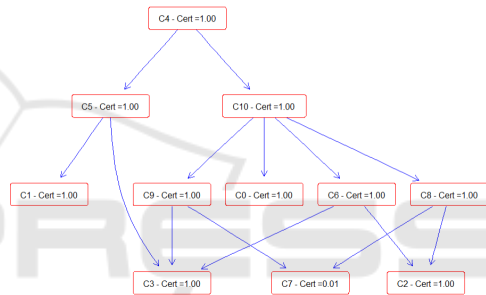 C4 - Cert =1.00
C5 - Cert =1.00
C10 - Cert =1.00
C1 - Cert =1.00
C9 - Cert =1.00
C0 - Cert =1.00
C6 - Cert =1.00
C8 - Cert =1.00
PRESS
C3 - Cert =1.00
C7 - Cert =0.01
C2 - Cert =1.00